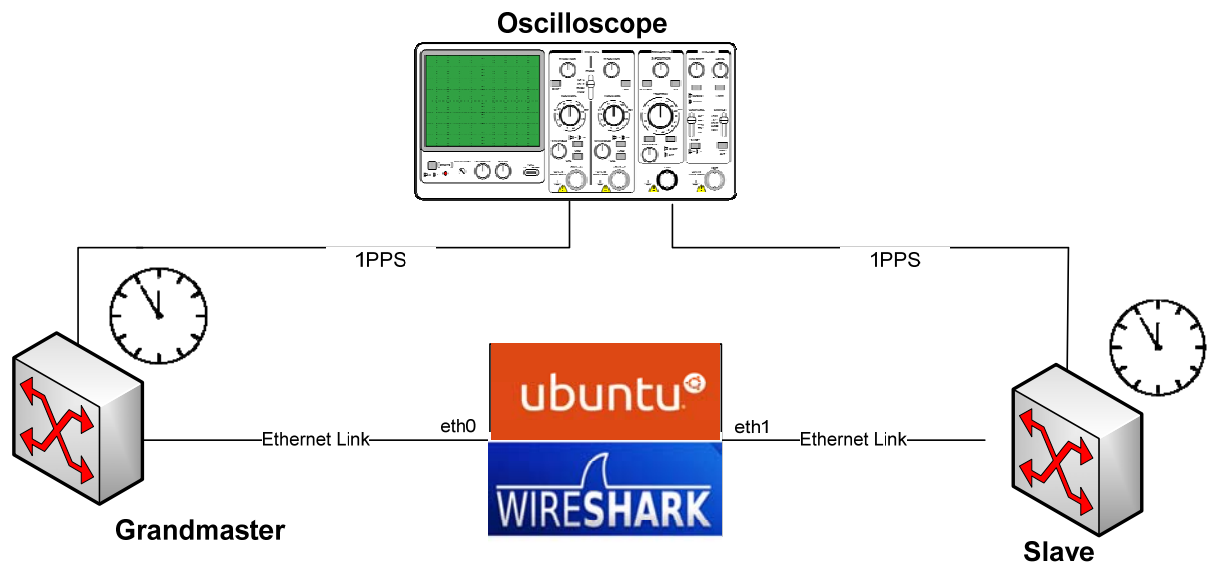 Oscilloscope
1PPS
1PPS
ubuntu
eth0
eth1
Ethernet Link
Ethernet Link
WIRESHARK
Grandmaster
Slave